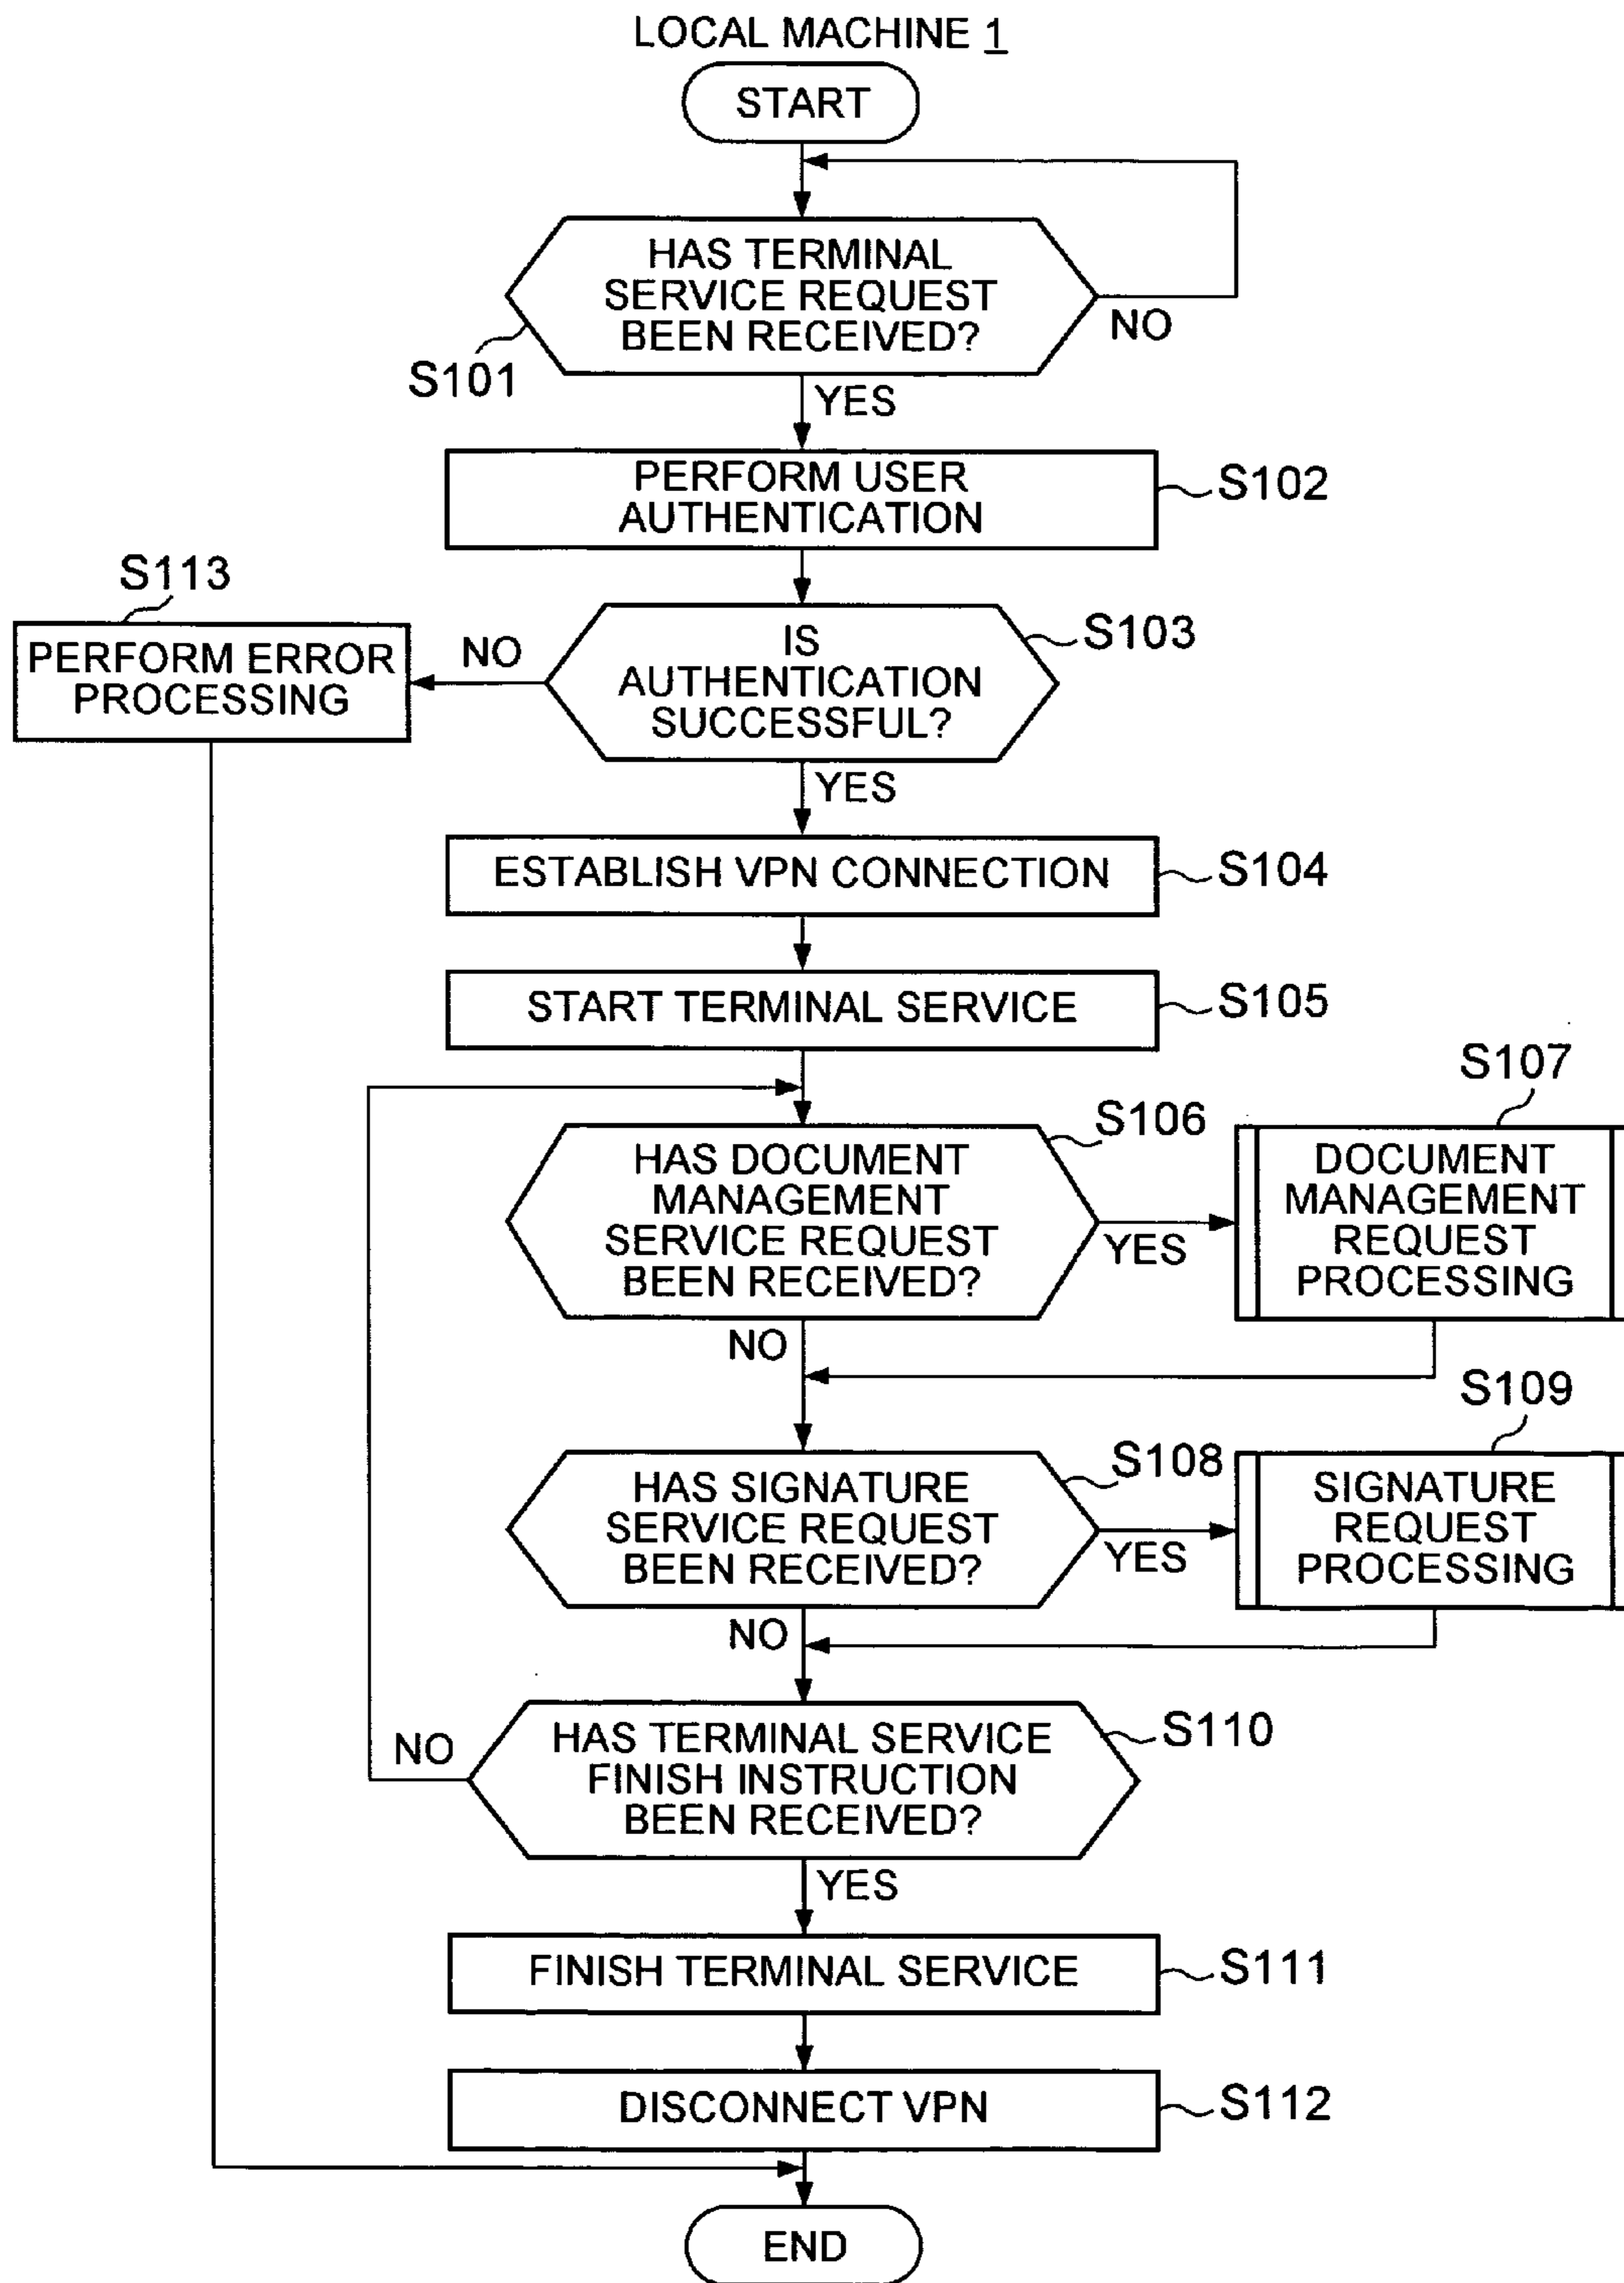 LOCAL MACHINE 1
START
HAS TERMINAL
SERVICE REQUEST
BEEN RECEIVED?
NO
S101
YES
PERFORM USER
AUTHENTICATION
S102
S113
PERFORM ERROR
PROCESSING
NO
IS
AUTHENTICATION
SUCCESSFUL?
S103
YES
ESTABLISH VPN CONNECTION
S104
START TERMINAL SERVICE
S105
S106
HAS DOCUMENT
MANAGEMENT
SERVICE REQUEST
BEEN RECEIVED?
YES
S107
DOCUMENT
MANAGEMENT
REQUEST
PROCESSING
NO
S108
HAS SIGNATURE
SERVICE REQUEST
BEEN RECEIVED?
YES
S109
SIGNATURE
REQUEST
PROCESSING
NO
NO
HAS TERMINAL SERVICE
FINISH INSTRUCTION
BEEN RECEIVED?
S110
YES
FINISH TERMINAL SERVICE
S111
DISCONNECT VPN
S112
END